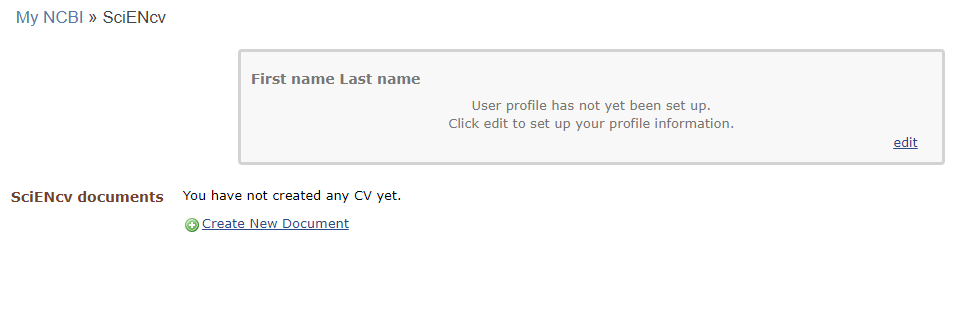 My NCBI » SciENcv
First name Last name
User profile has not yet been set up.
Click edit to set up your profile information.
edit
SciENcv documents
You have not created any CV yet.
Create New Document